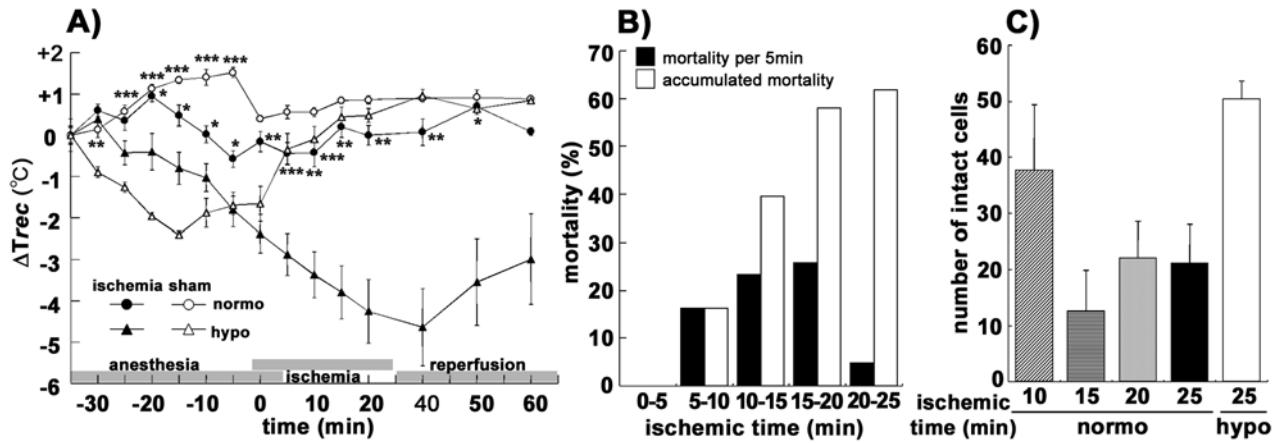 A)
+2
+1
0
-1
-2
-3
-4
-5
-6
ΔTrec (°C)
*** *** *** *** ***
* * * * **
** *** ** *** ** ** ** *
ischemia sham
normo
hypo
anesthesia
ischemia
reperfusion
-30 -20 -10 0 10 20 40 50 60
time (min)
B)
70
60
50
40
30
20
10
0
mortality (%)
mortality per 5min
accumulated mortality
0-5 5-10 10-15 15-20 20-25
ischemic time (min)
C)
60
50
40
30
20
10
0
number of intact cells
ischemic time (min)
10 15 20 25 25
normo hypo